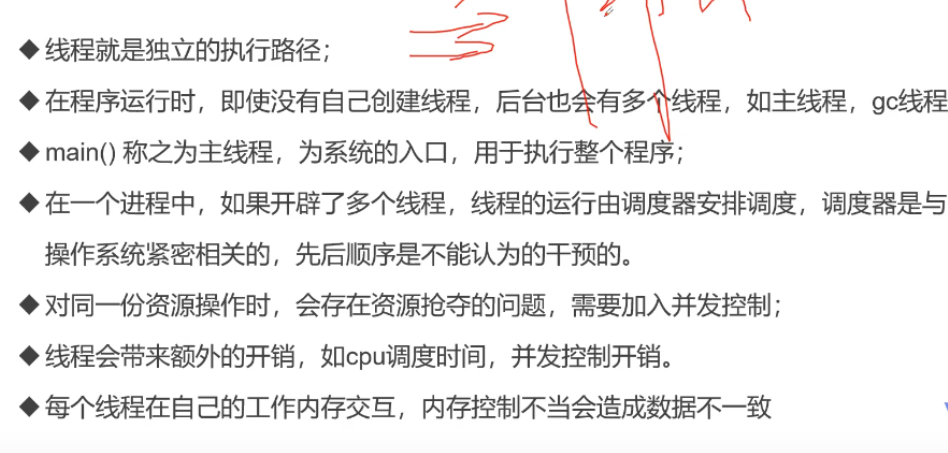 ◆线程就是独立的执行路径；
◆在程序运行时，即使没有自己创建线程，后台也会有多个线程，如主线程，gc线程
◆main() 称之为主线程，为系统的入口，用于执行整个程序；
◆在一个进程中，如果开辟了多个线程，线程的运行由调度器安排调度，调度器是与
操作系统紧密相关的，先后顺序是不能认为的干预的。
◆对同一份资源操作时，会存在资源抢夺的问题，需要加入并发控制；
◆线程会带来额外的开销，如cpu调度时间，并发控制开销。
◆每个线程在自己的工作内存交互，内存控制不当会造成数据不一致